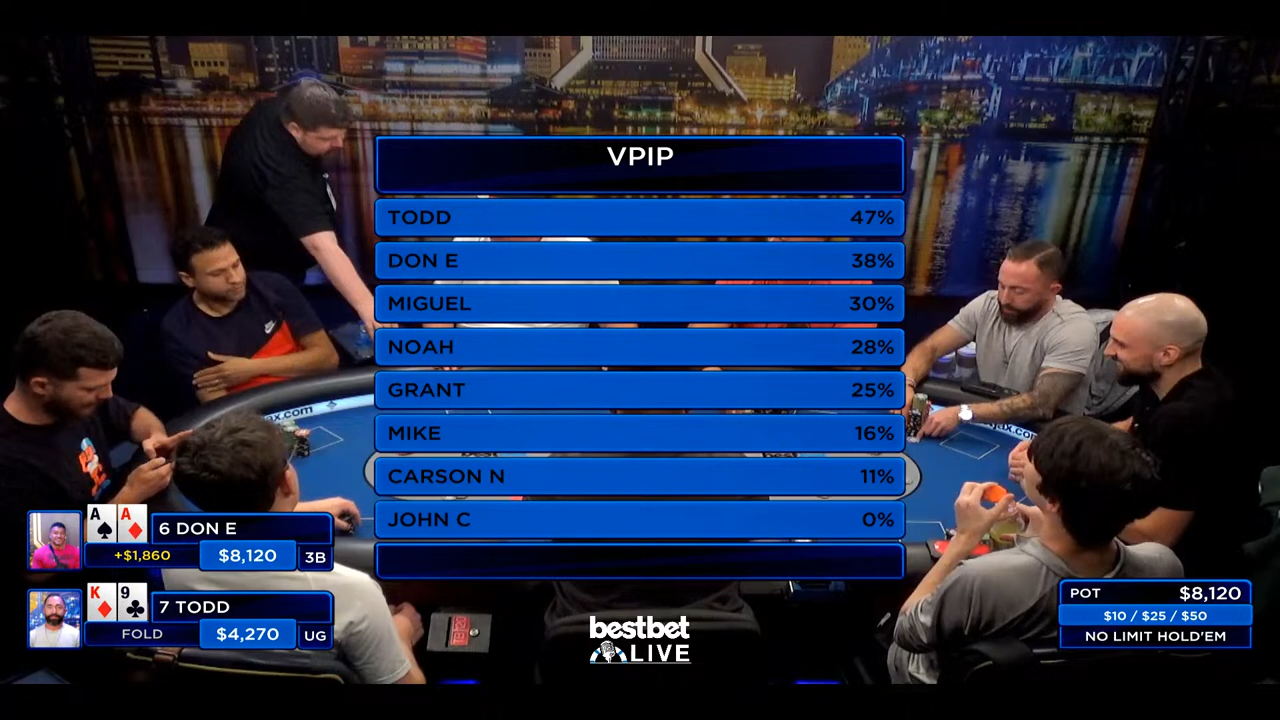 VPIP
TODD 47%
DON E 38%
MIGUEL 30%
NOAH 28%
GRANT 25%
MIKE 16%
CARSON N 11%
JOHN C 0%
A A 6 DON E
+$1,860 $8,120 3B
K 9 7 TODD
FOLD $4,270 UG
POT $8,120
$10 / $25 / $50
NO LIMIT HOLD'EM
bestbet
LIVE